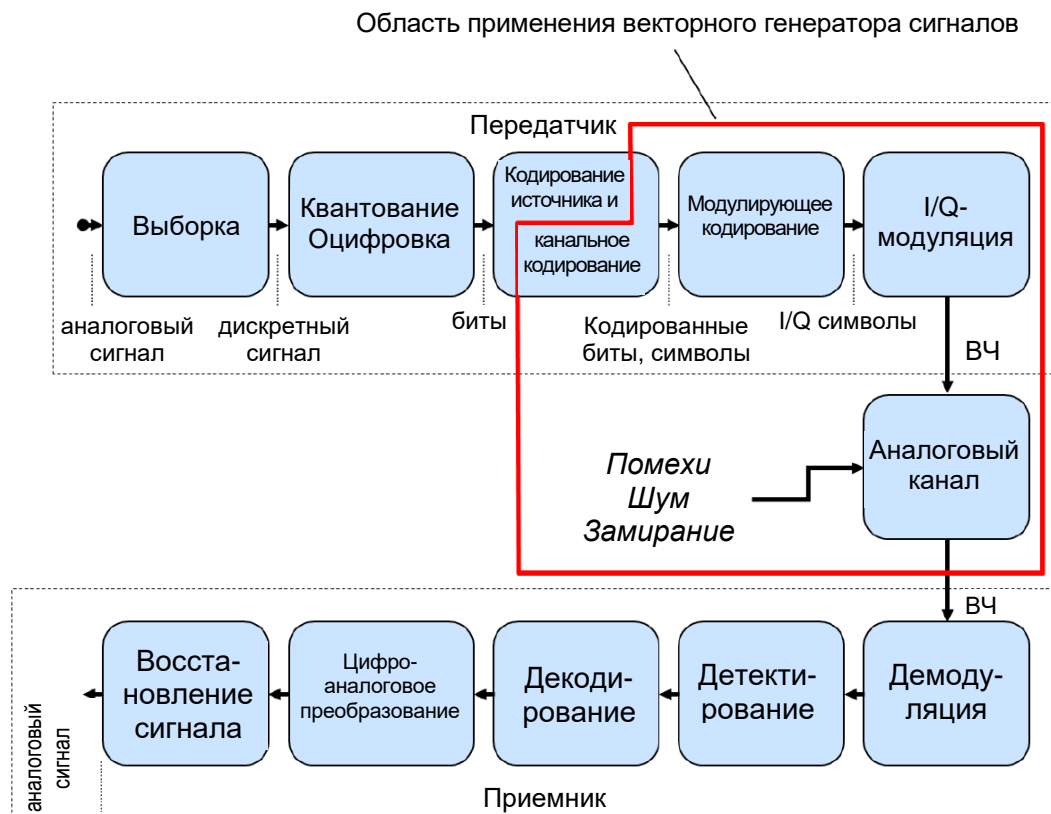 Область применения векторного генератора сигналов
Передатчик
Выборка
Квантование
Оцифровка
Кодирование
источника и
канальное
кодирование
Модулирующее
кодирование
I/Q-
модуляция
аналоговый
сигнал
дискретный
сигнал
биты
Кодированные
биты, символы
I/Q символы
ВЧ
Аналоговый
канал
Помехи
Шум
Замирание
ВЧ
Восста-
новление
сигнала
Цифро-
аналоговое
преобразование
Декоди-
рование
Детекти-
рование
Демоду-
ляция
аналоговый
сигнал
Приемник